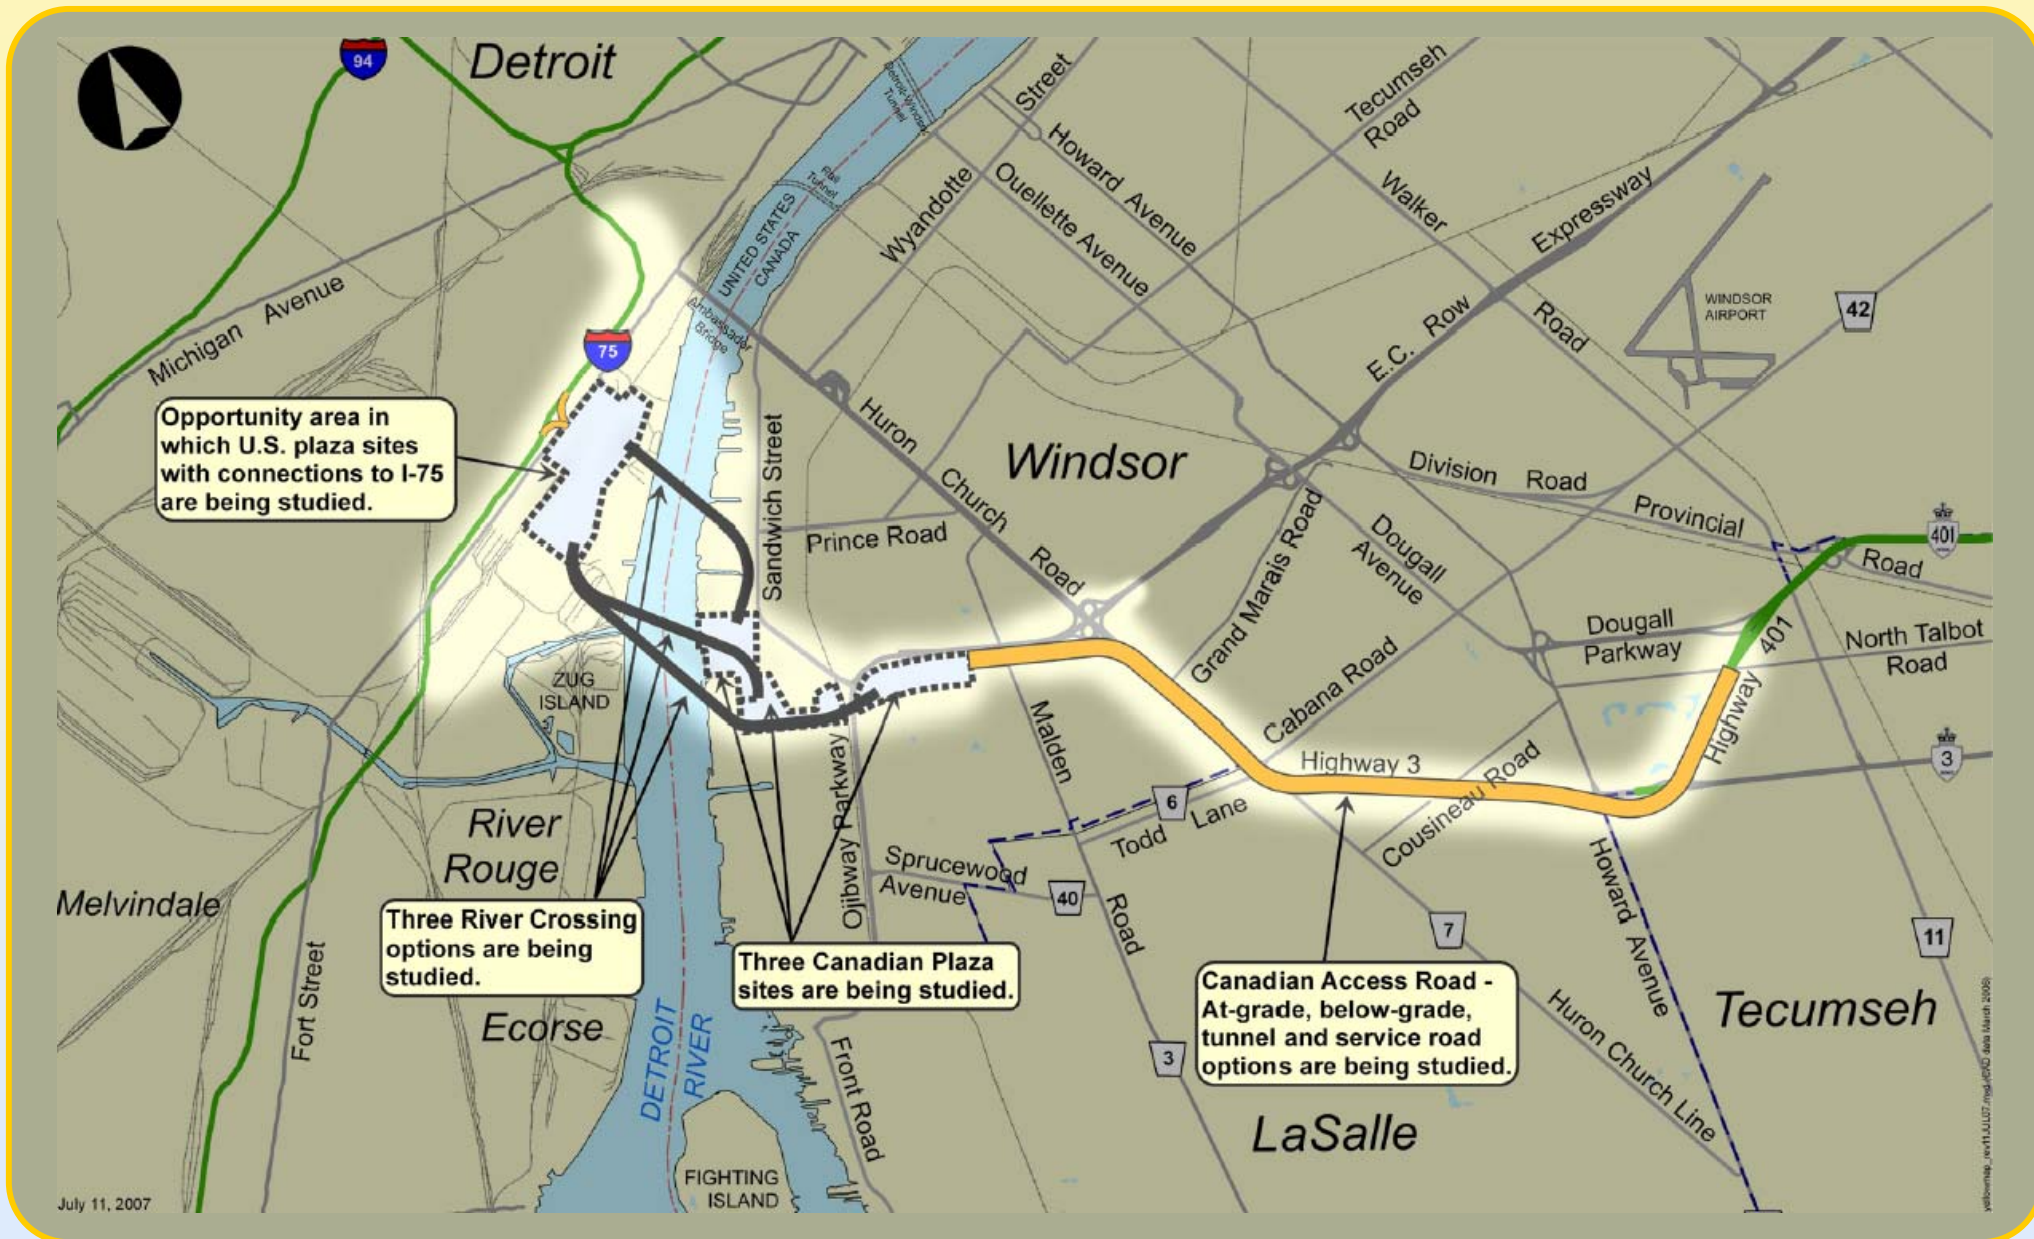 94
Detroit
Detroit-Windsor
Tunnel
Street
Tecumseh
Road
Howard Avenue
Rail
Tunnel
Wyandotte
Ouellette Avenue
Walker
Road
Expressway
E.C. Row
UNITED STATES
CANADA
WINDSOR
AIRPORT
42
Michigan Avenue
Ambassador
Bridge
75
Opportunity area in
which U.S. plaza sites
with connections to I-75
are being studied.
Sandwich Street
Huron Church Road
Windsor
Division Road
Provincial Road
401
Prince Road
Grand Marais Road
Dougall
Avenue
Dougall
Parkway
401
Highway
North Talbot
Road
ZUG
ISLAND
Cabana Road
Malden Road
Highway 3
3
Cousineau Road
6
Todd Lane
Ojibway Parkway
River
Rouge
Sprucewood
Avenue
40
Howard Avenue
Melvindale
Three River Crossing
options are being
studied.
Three Canadian Plaza
sites are being studied.
7
11
Canadian Access Road -
At-grade, below-grade,
tunnel and service road
options are being studied.
Fort Street
Ecorse
DETROIT
RIVER
Front Road
3
Huron Church Line
Tecumseh
LaSalle
FIGHTING
ISLAND
July 11, 2007